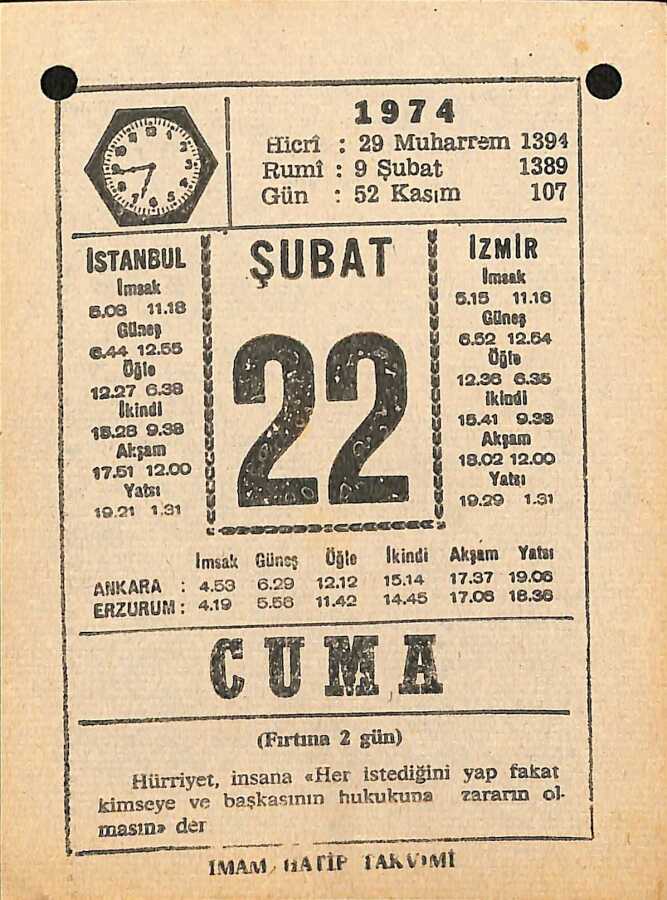 1974
Hicrî : 29 Muharrem 1394
Rumî : 9 Şubat 1389
Gün : 52 Kasım 107
İSTANBUL
İmsak
5.08 11.18
Güneş
6.44 12.55
Öğle
12.27 6.38
İkindi
15.28 9.38
Akşam
17.51 12.00
Yatsı
19.21 1.31
ŞUBAT
22
İZMİR
İmsak
5.15 11.16
Güneş
6.52 12.54
Öğle
12.36 6.35
İkindi
15.41 9.38
Akşam
18.02 12.00
Yatsı
19.29 1.31
İmsak Güneş Öğle İkindi Akşam Yatsı
ANKARA : 4.53 6.29 12.12 15.14 17.37 19.06
ERZURUM : 4.19 5.56 11.42 14.45 17.06 18.36
CUMA
(Fırtına 2 gün)
Hürriyet, insana «Her istediğini yap fakat
kimseye ve başkasının hukukuna zararın ol-
masın» der
İMAM HATİP TAKVİMİ